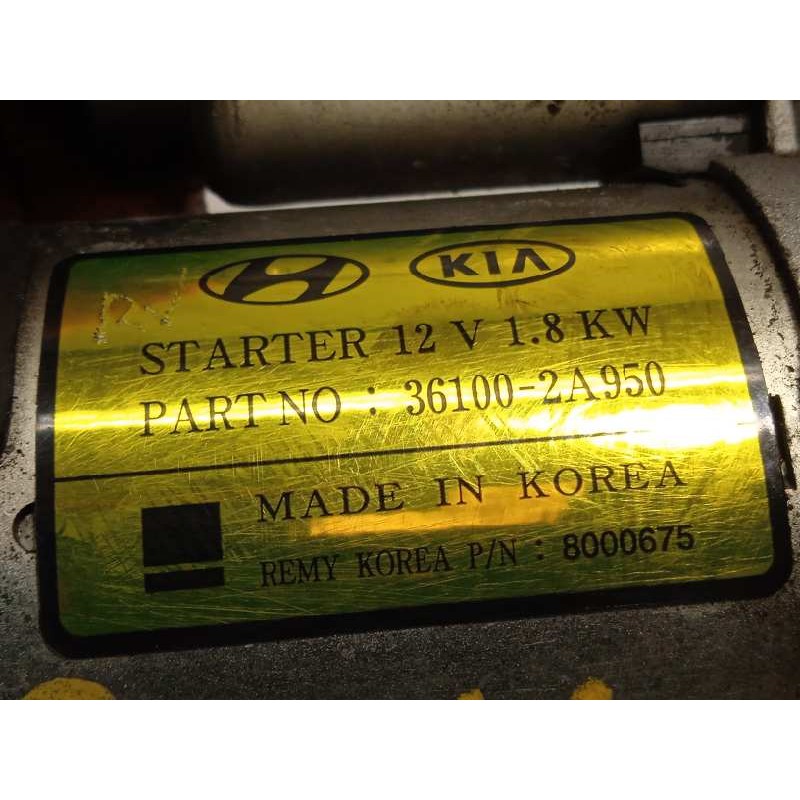 KIA
STARTER 12 V 1.8 KW
PART NO : 36100-2A950
MADE IN KOREA
REMY KOREA P/N : 8000675